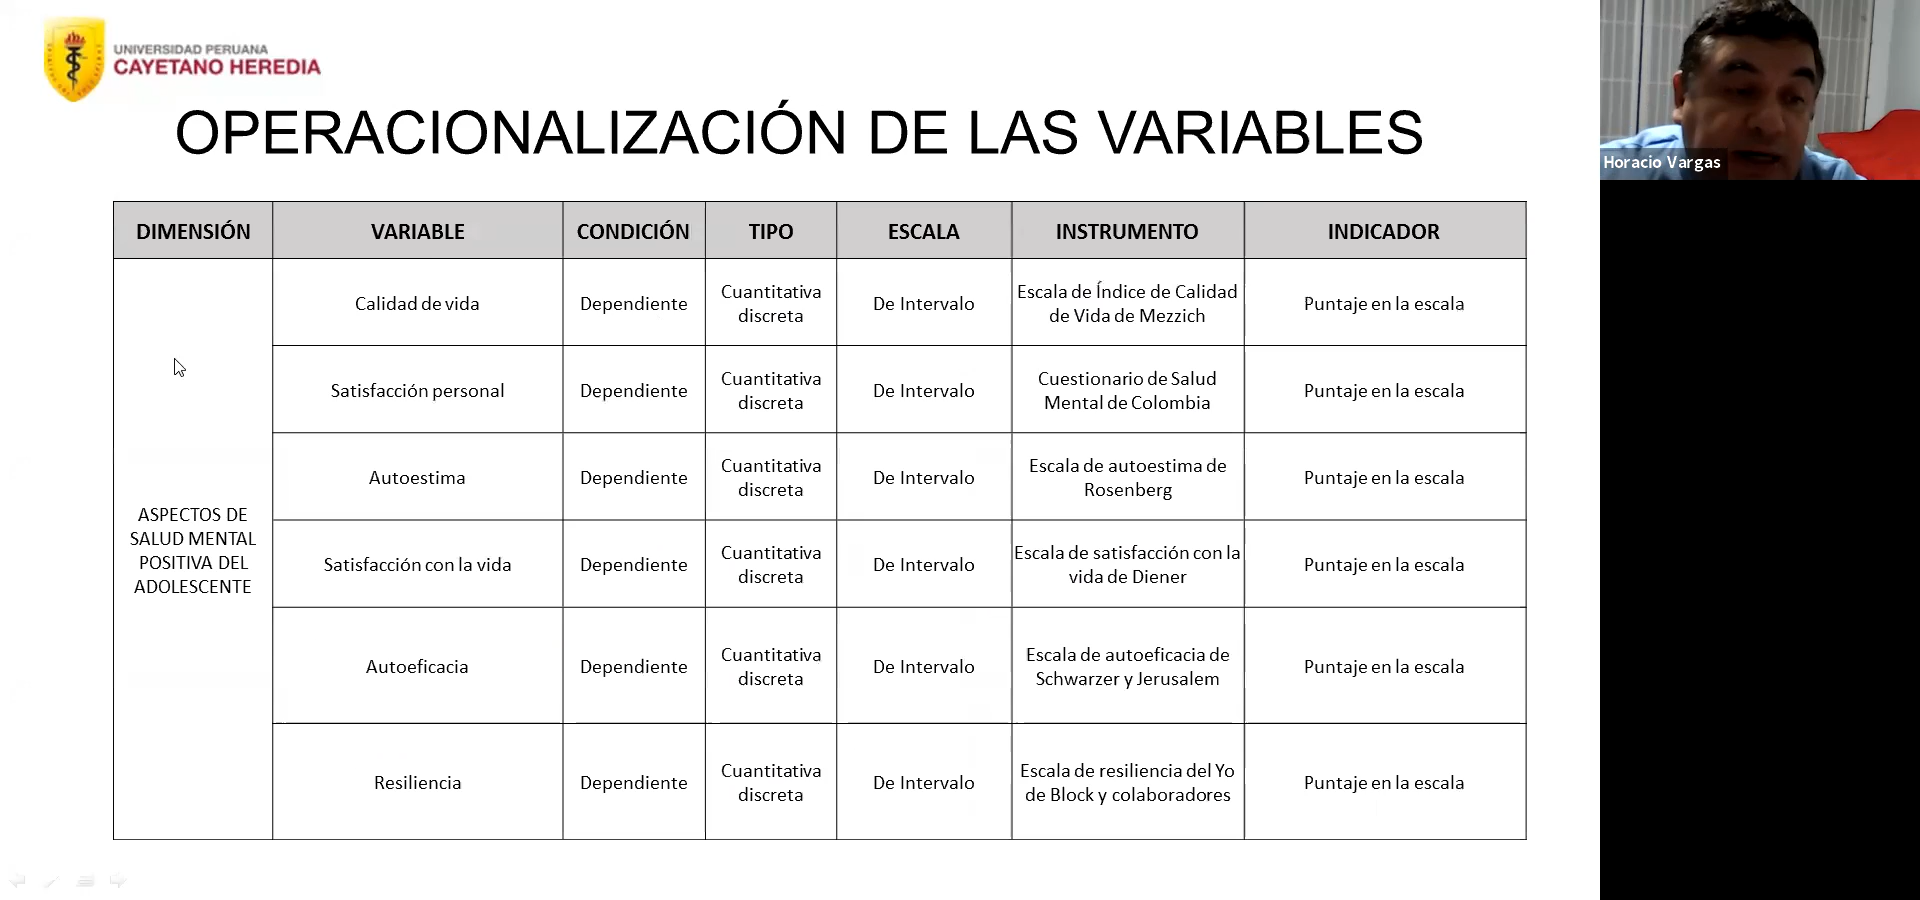 UNIVERSIDAD PERUANA
CAYETANO HEREDIA
OPERACIONALIZACIÓN DE LAS VARIABLES
Horacio Vargas
DIMENSIÓN VARIABLE CONDICIÓN TIPO ESCALA INSTRUMENTO INDICADOR
ASPECTOS DE
SALUD MENTAL
POSITIVA DEL
ADOLESCENTE
Calidad de vida
Dependiente
Cuantitativa
discreta
De Intervalo
Escala de Índice de Calidad
de Vida de Mezzich
Puntaje en la escala
Satisfacción personal
Dependiente
Cuantitativa
discreta
De Intervalo
Cuestionario de Salud
Mental de Colombia
Puntaje en la escala
Autoestima
Dependiente
Cuantitativa
discreta
De Intervalo
Escala de autoestima de
Rosenberg
Puntaje en la escala
Satisfacción con la vida
Dependiente
Cuantitativa
discreta
De Intervalo
Escala de satisfacción con la
vida de Diener
Puntaje en la escala
Autoeficacia
Dependiente
Cuantitativa
discreta
De Intervalo
Escala de autoeficacia de
Schwarzer y Jerusalem
Puntaje en la escala
Resiliencia
Dependiente
Cuantitativa
discreta
De Intervalo
Escala de resiliencia del Yo
de Block y colaboradores
Puntaje en la escala